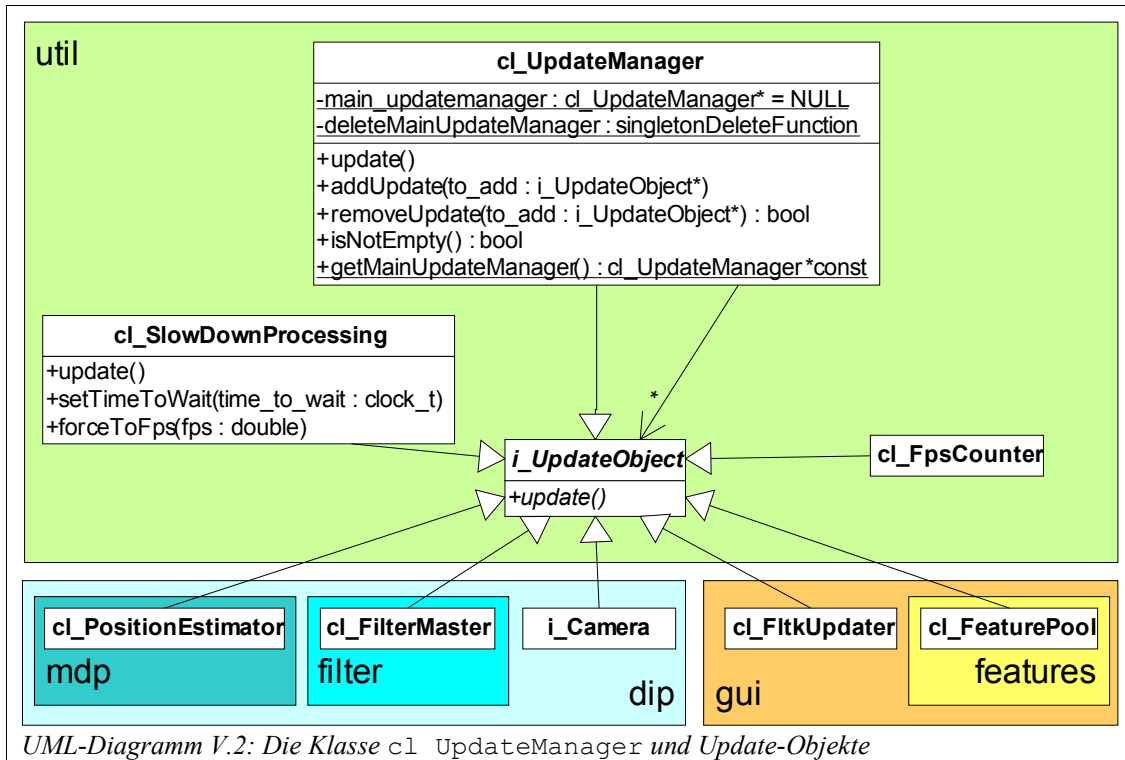 util
cl_UpdateManager
-main_updatemanager : cl_UpdateManager* = NULL
-deleteMainUpdateManager : singletonDeleteFunction
+update()
+addUpdate(to_add : i_UpdateObject*)
+removeUpdate(to_add : i_UpdateObject*) : bool
+isNotEmpty() : bool
+getMainUpdateManager() : cl_UpdateManager *const
cl_SlowDownProcessing
+update()
+setTimeToWait(time_to_wait : clock_t)
+forceToFps(fps : double)
*
i_UpdateObject
+update()
cl_FpsCounter
cl_PositionEstimator
mdp
cl_FilterMaster
filter
i_Camera
dip
cl_FltkUpdater
gui
cl_FeaturePool
features
UML-Diagramm V.2: Die Klasse cl UpdateManager und Update-Objekte